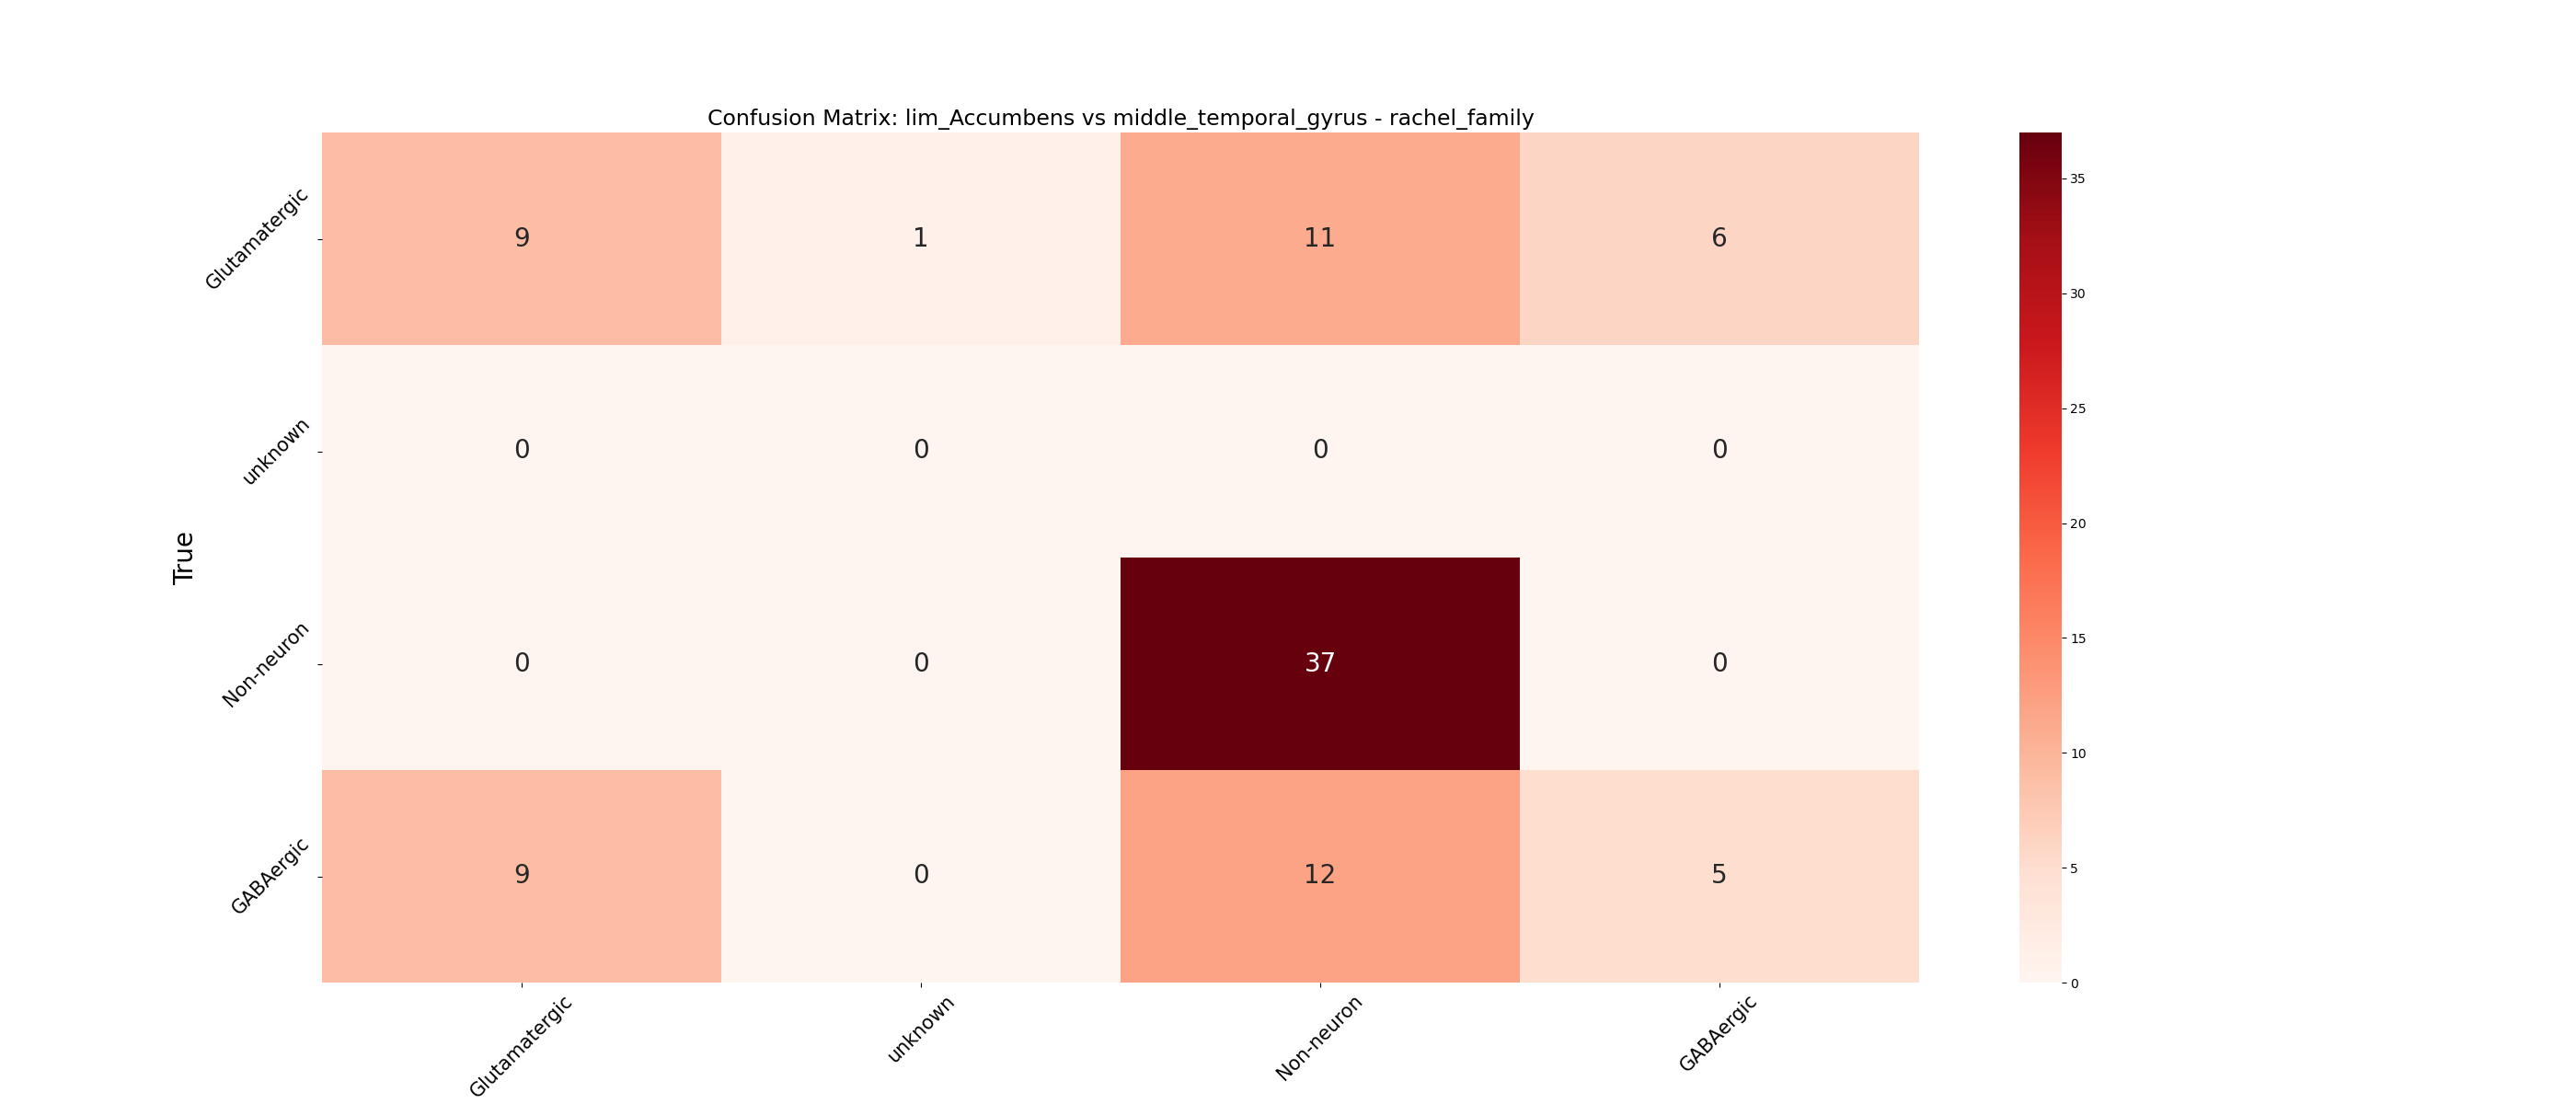 Confusion Matrix: lim_Accumbens vs middle_temporal_gyrus - rachel_family
True
Glutamatergic
9 1 11 6
unknown
0 0 0 0
Non-neuron
0 0 37 0
GABAergic
9 0 12 5
Glutamatergic unknown Non-neuron GABAergic
35
30
25
20
15
10
5
0